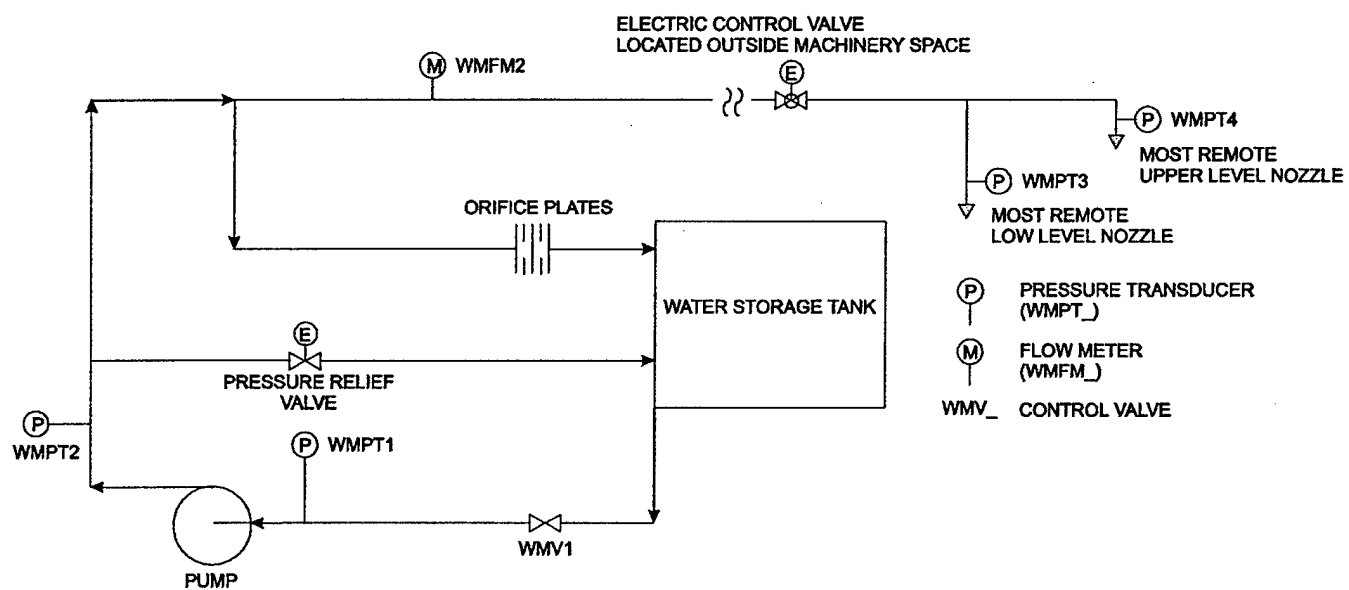 ELECTRIC CONTROL VALVE
LOCATED OUTSIDE MACHINERY SPACE
E
M WMFM2
P WMPT4
MOST REMOTE
UPPER LEVEL NOZZLE
P WMPT3
MOST REMOTE
LOW LEVEL NOZZLE
ORIFICE PLATES
WATER STORAGE TANK
P PRESSURE TRANSDUCER
(WMPT_)
M FLOW METER
(WMFM_)
WMV_ CONTROL VALVE
E
PRESSURE RELIEF
VALVE
P
WMPT2
P WMPT1
WMV1
PUMP